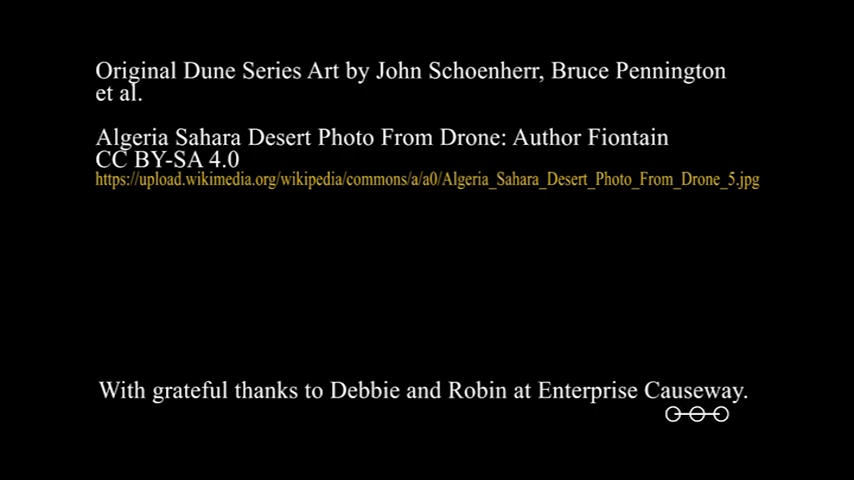 Original Dune Series Art by John Schoenherr, Bruce Pennington
et al.
Algeria Sahara Desert Photo From Drone: Author Fiontain
CC BY-SA 4.0
https://upload.wikimedia.org/wikipedia/commons/a/a0/Algeria_Sahara_Desert_Photo_From_Drone_5.jpg
With grateful thanks to Debbie and Robin at Enterprise Causeway.